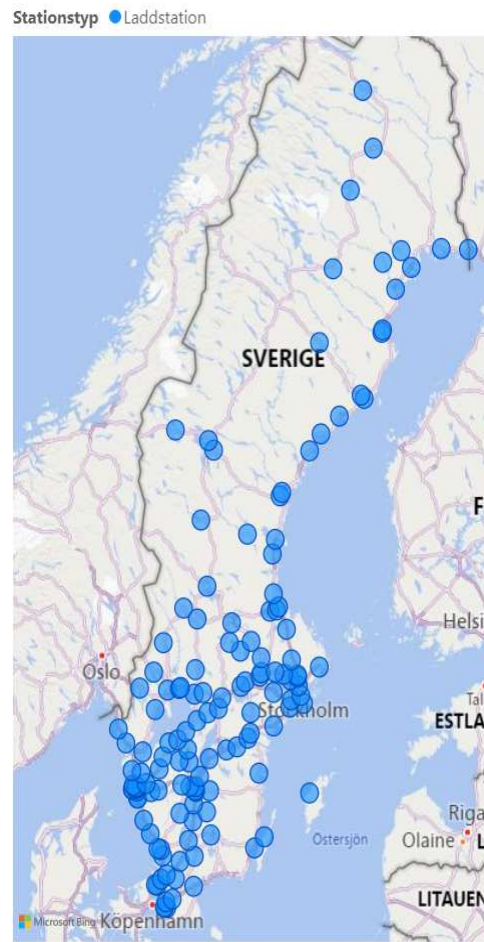 Stationstyp Laddstation
SVERIGE
F
Helsi
Oslo
Tal
Stockholm
ESTLA
Riga
Östersjön
Olaine
L
LITAUEN
Microsoft Bing
Köpenhamn